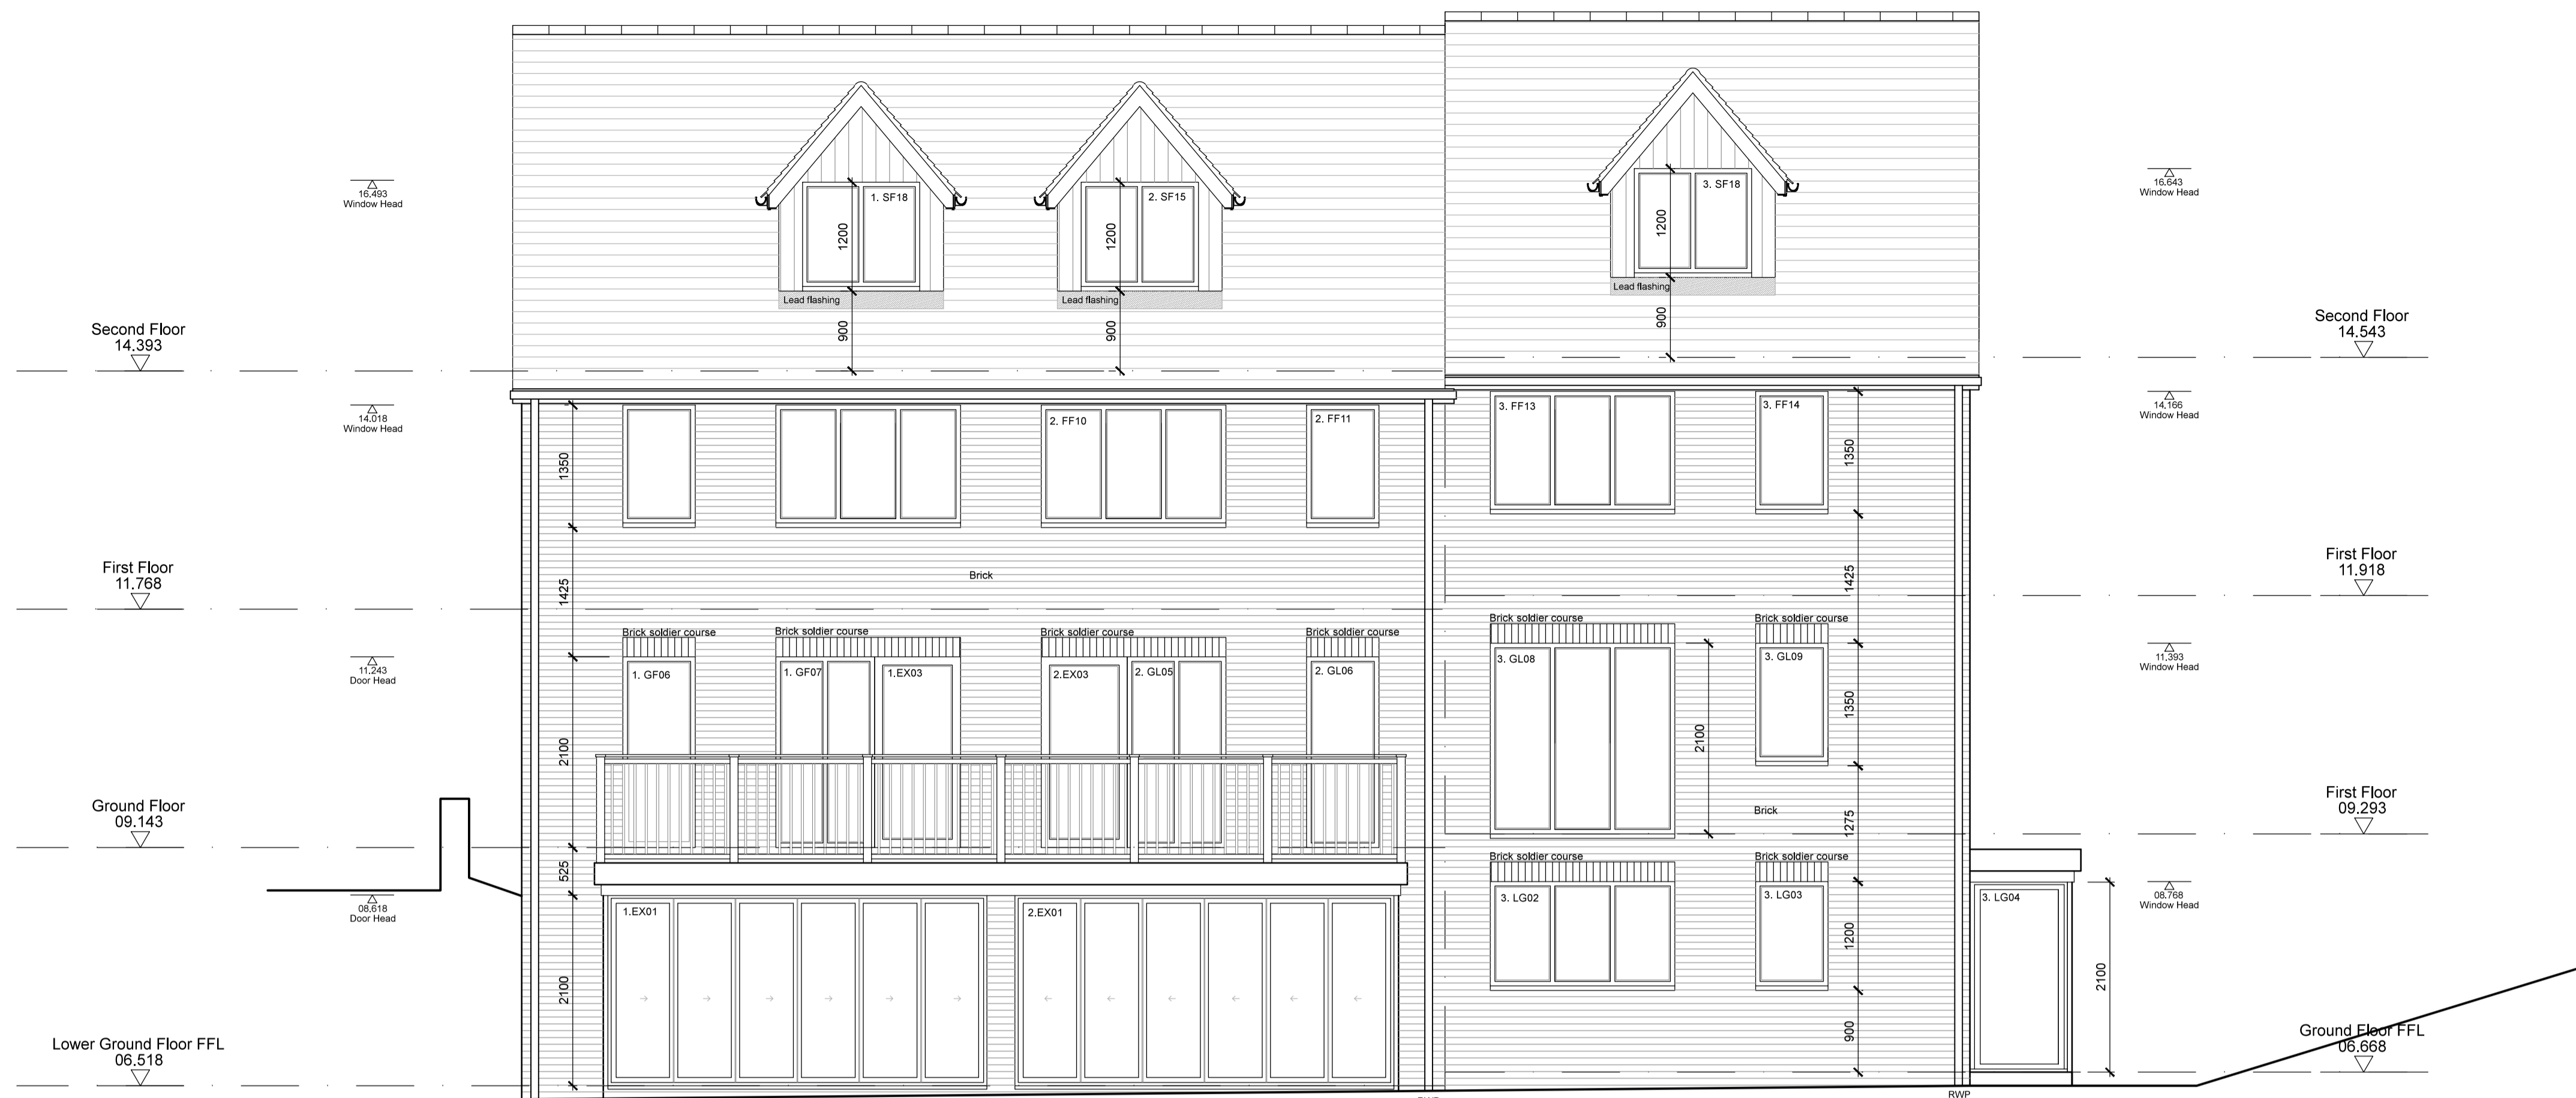 16.493
Window Head
16.643
Window Head
1. SF18
2. SF15
3. SF18
1200
1200
1200
Lead flashing
Lead flashing
Lead flashing
900
900
900
Second Floor
14.393
Second Floor
14.543
14.018
Window Head
14.166
Window Head
2. FF10
2. FF11
3. FF13
3. FF14
1350
1350
First Floor
11.768
First Floor
11.918
Brick
1425
1425
Brick soldier course
Brick soldier course
Brick soldier course
Brick soldier course
Brick soldier course
Brick soldier course
11.243
Door Head
11.393
Window Head
1. GF06
1. GF07
1.EX03
2.EX03
2. GL05
2. GL06
3. GL08
3. GL09
2100
2100
1350
Ground Floor
09.143
First Floor
09.293
Brick
1275
525
Brick soldier course
Brick soldier course
08.618
Door Head
08.768
Window Head
1.EX01
2.EX01
3. LG02
3. LG03
3. LG04
2100
1200
2100
900
Lower Ground Floor FFL
06.518
Ground Floor FFL
06.668
RWP